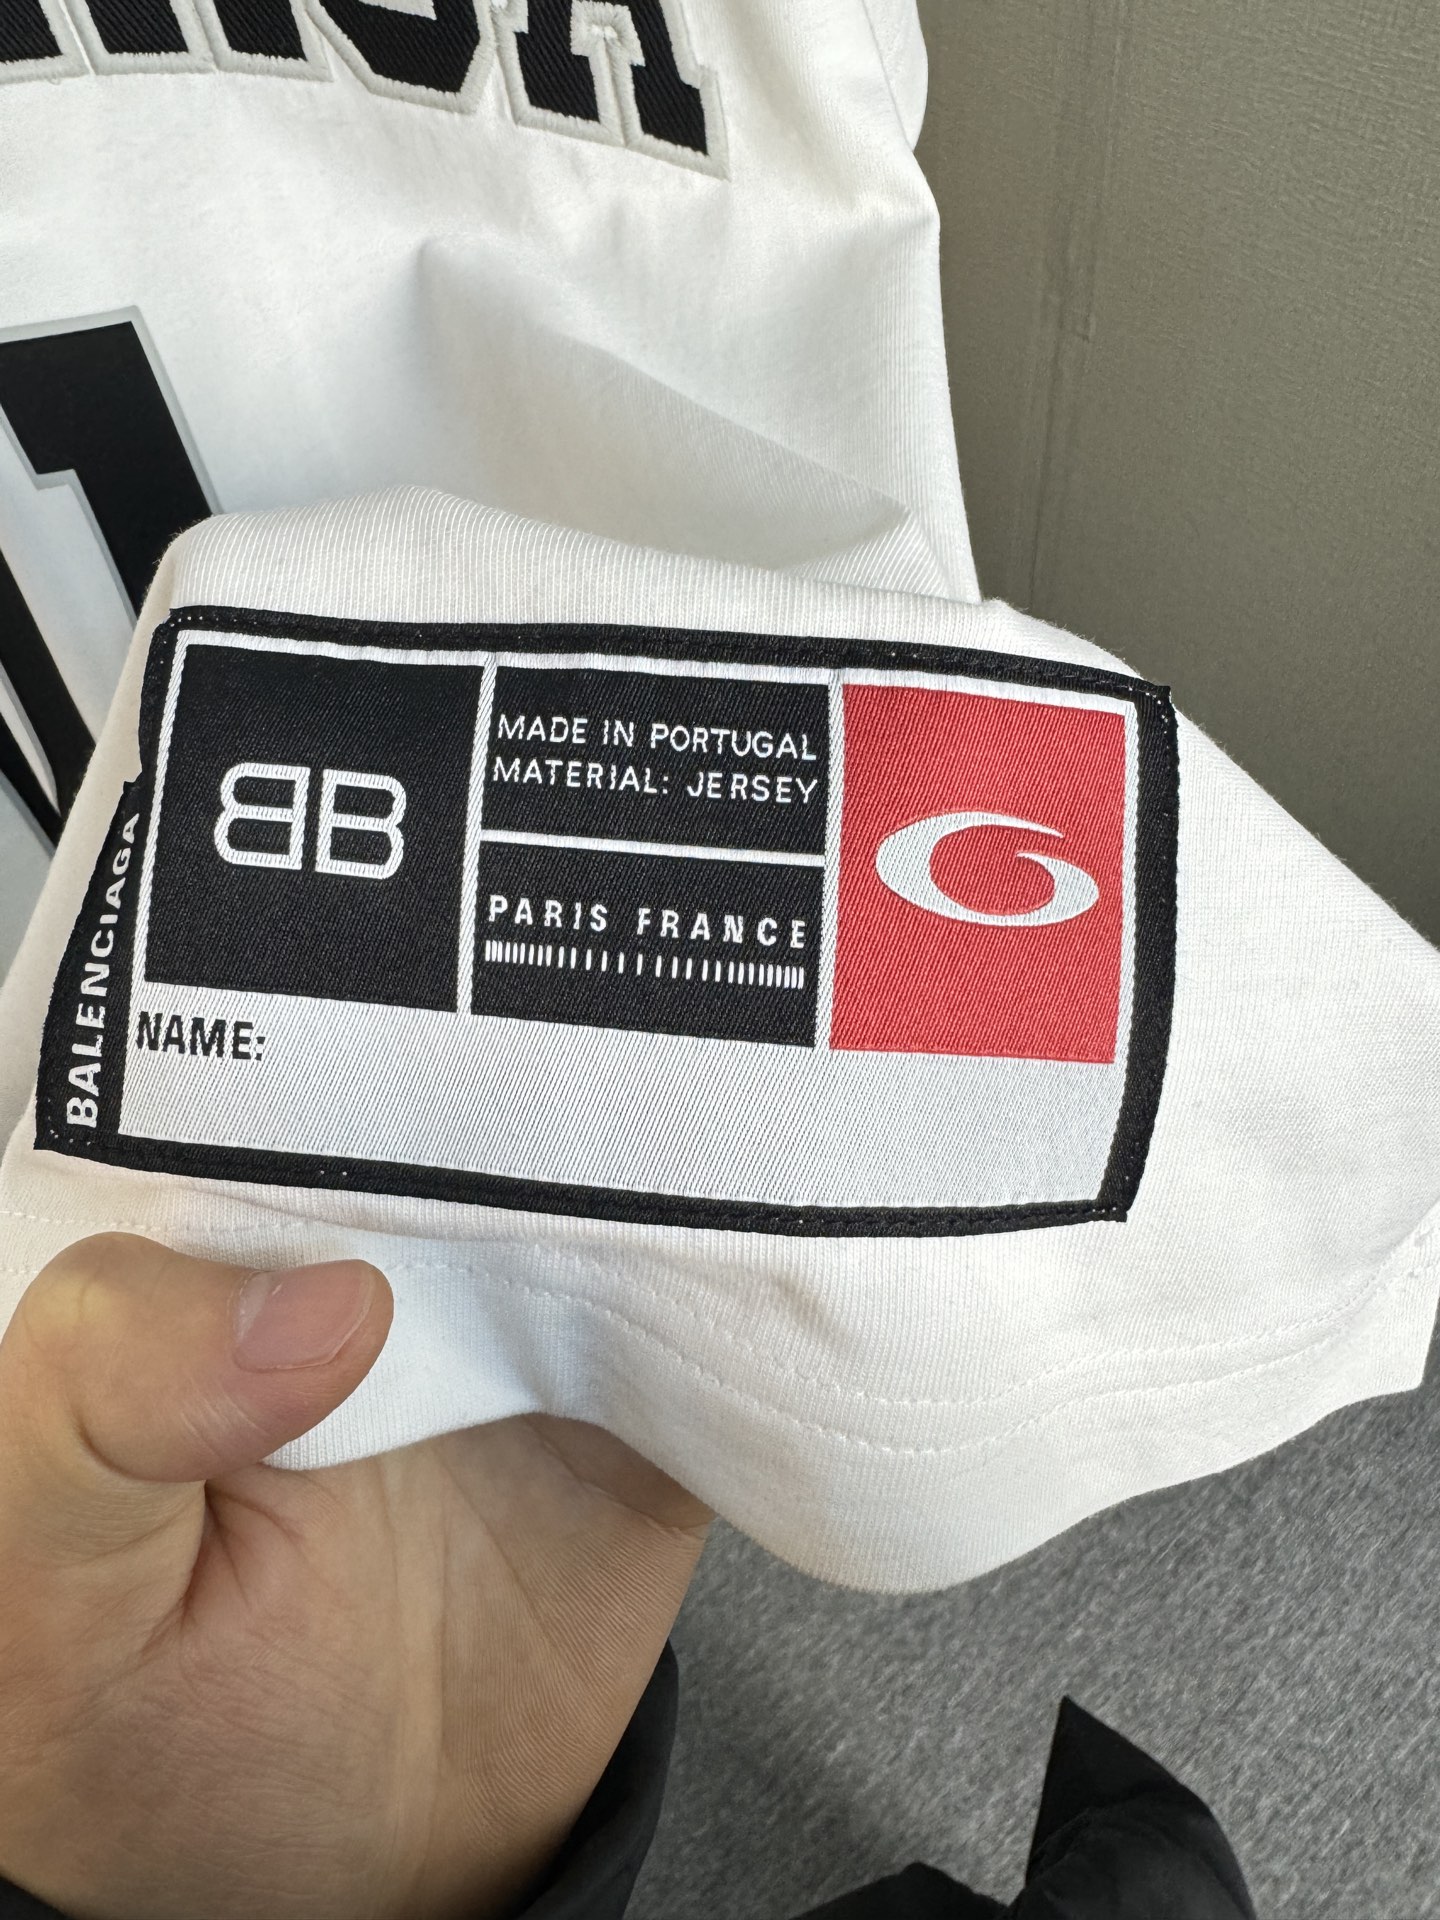 BB
MADE IN PORTUGAL
MATERIAL: JERSEY
PARIS FRANCE
BALENCIAGA
NAME: